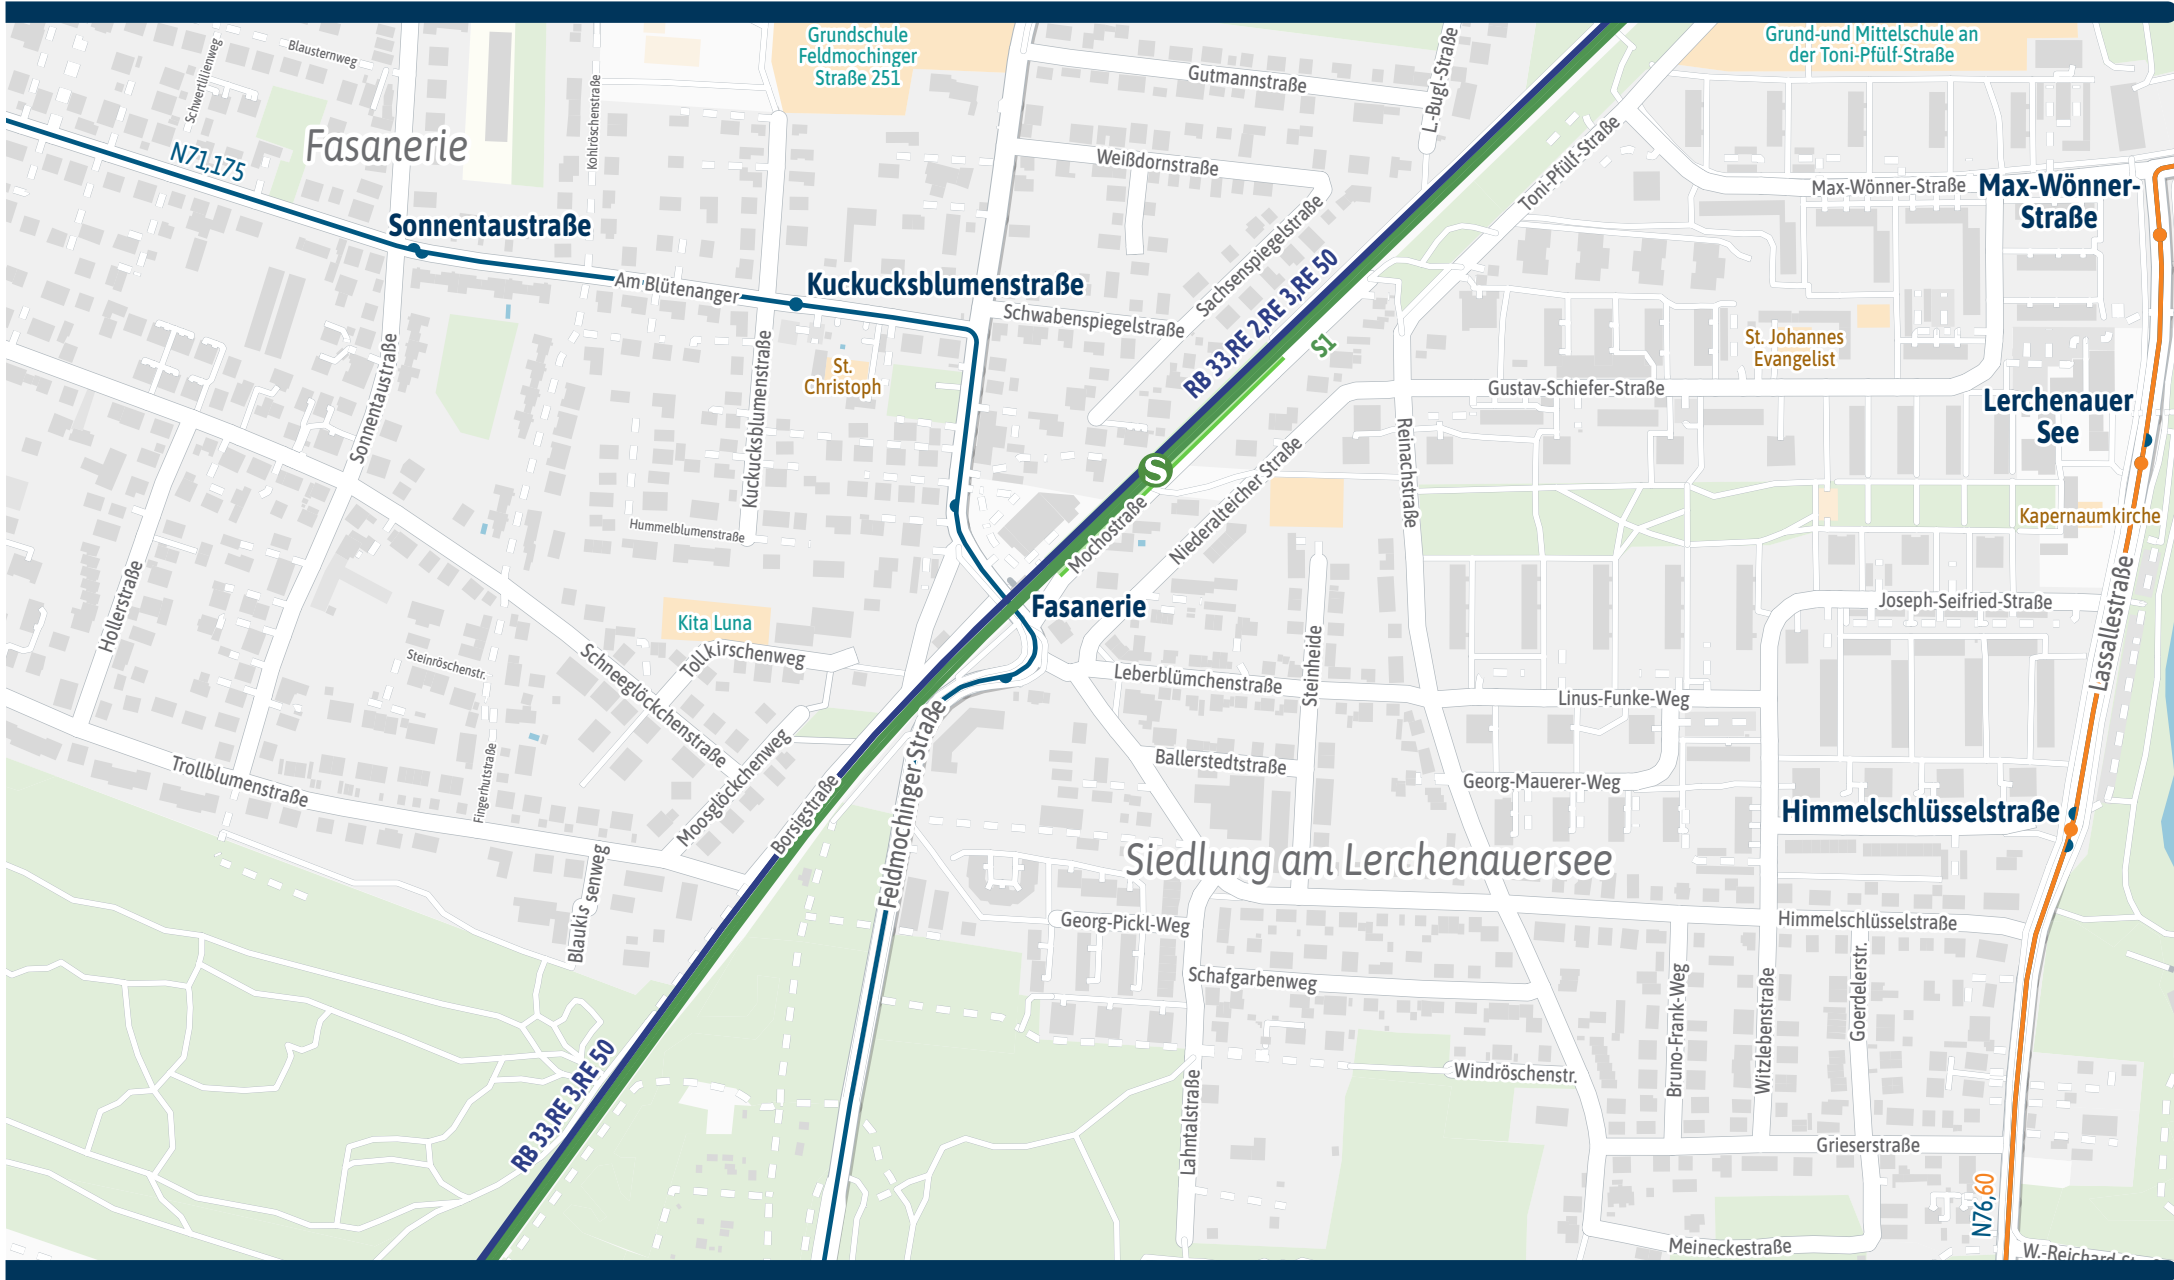 Grundschule
Feldmochinger
Straße 251
Grund-und Mittelschule an
der Toni-Pfülf-Straße
Blausternweg
Schwertlilienweg
Kohlröschenstraße
Gutmannstraße
L.-Bugl-Straße
Fasanerie
N71,175
Weißdornstraße
Toni-Pfülf-Straße
Max-Wönner-Straße
Max-Wönner-
Straße
Sonnentaustraße
Am Blütenanger
Kuckucksblumenstraße
Schwabenspiegelstraße
Sachsenspiegelstraße
RB 33,RE 2,RE 3,RE 50
S1
St.
Christoph
St. Johannes
Evangelist
Gustav-Schiefer-Straße
Lerchenauer
See
Sonnentaustraße
Kuckucksblumenstraße
Reinachstraße
S
Niederalteicher Straße
Mochostraße
Hummelblumenstraße
Kapernaumkirche
Hollerstraße
Fasanerie
Kita Luna
Joseph-Seifried-Straße
Lassallestraße
Tollkirschenweg
Steinröschenstr.
Schneeglöckchenstraße
Leberblümchenstraße
Steinheide
Linus-Funke-Weg
Feldmochinger Straße
Moosglöckchenweg
Fingerhutstraße
Ballerstedtstraße
Georg-Mauerer-Weg
Trollblumenstraße
Borsigstraße
Himmelschlüsselstraße
Siedlung am Lerchenauersee
Blaukissenweg
Georg-Pickl-Weg
Himmelschlüsselstraße
Schafgarbenweg
Bruno-Frank-Weg
Witzlebenstraße
Goerdelerstr.
RB 33,RE 3,RE 50
Windröschenstr.
Lahntalstraße
Grieserstraße
N76,60
Meineckestraße
W.-Reichard-St